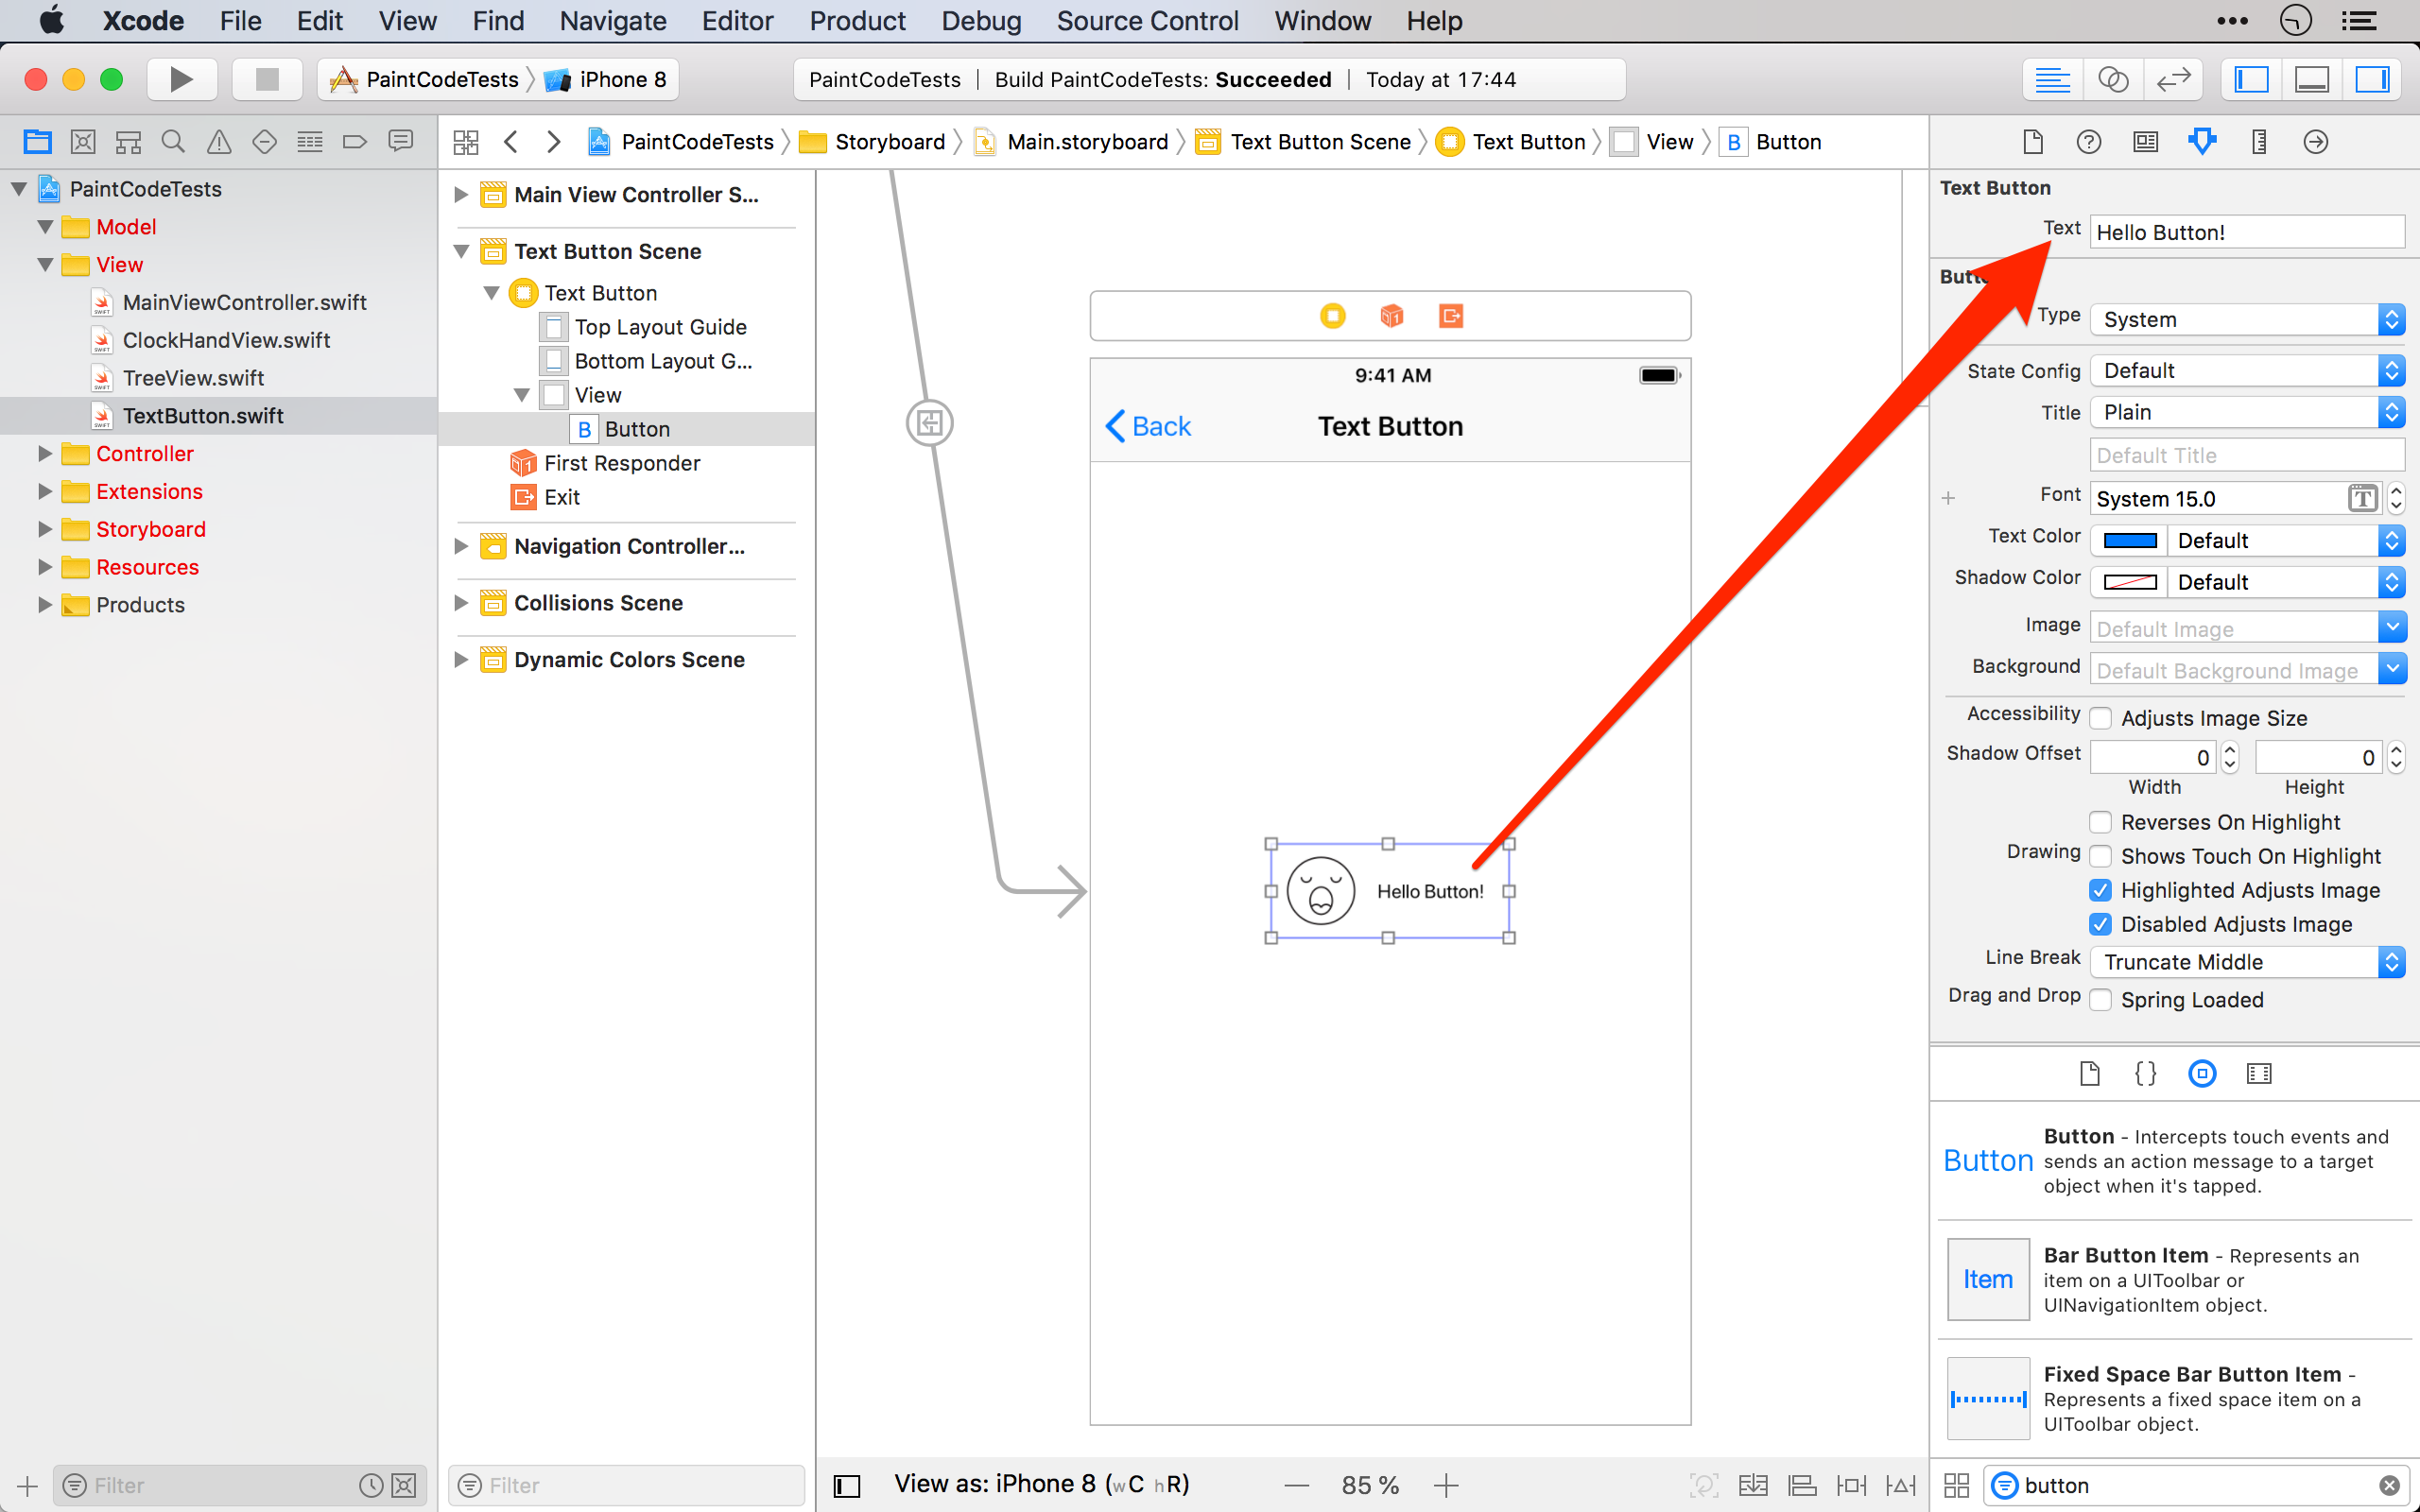 Xcode File Edit View Find Navigate Editor Product Debug Source Control Window Help
PaintCodeTests iPhone 8
PaintCodeTests | Build PaintCodeTests: Succeeded | Today at 17:44
PaintCodeTests Storyboard Main.storyboard Text Button Scene Text Button View B Button
PaintCodeTests
Model
View
MainViewController.swift
ClockHandView.swift
TreeView.swift
TextButton.swift
Controller
Extensions
Storyboard
Resources
Products
Filter
Main View Controller S...
Text Button Scene
Text Button
Top Layout Guide
Bottom Layout G...
View
B Button
First Responder
Exit
Navigation Controller...
Collisions Scene
Dynamic Colors Scene
Filter
9:41 AM
Back Text Button
Hello Button!
View as: iPhone 8 (wC hR)
85 %
Text Button
Text Hello Button!
Type System
State Config Default
Title Plain
Default Title
Font System 15.0 T
Text Color Default
Shadow Color Default
Image Default Image
Background Default Background Image
Accessibility Adjusts Image Size
Shadow Offset 0 0
Width Height
Reverses On Highlight
Drawing Shows Touch On Highlight
Highlighted Adjusts Image
Disabled Adjusts Image
Line Break Truncate Middle
Drag and Drop Spring Loaded
{}
Button
Button - Intercepts touch events and
sends an action message to a target
object when it's tapped.
Item
Bar Button Item - Represents an
item on a UIToolbar or
UINavigationItem object.
Fixed Space Bar Button Item -
Represents a fixed space item on a
UIToolbar object.
button